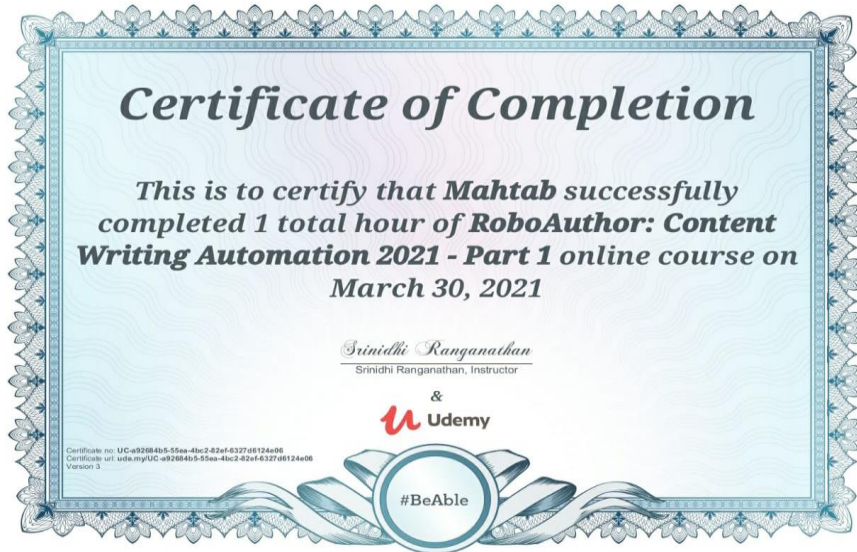 Certificate of Completion
This is to certify that Mahtab successfully
completed 1 total hour of RoboAuthor: Content
Writing Automation 2021 - Part 1 online course on
March 30, 2021
Srinidhi Ranganathan
Srinidhi Ranganathan, Instructor
&
Udemy
Certificate no: UC-a92684b5-55ea-4bc2-82ef-6327d6124e06
Certificate url: ude.my/UC-a92684b5-55ea-4bc2-82ef-6327d6124e06
Version 3
#BeAble